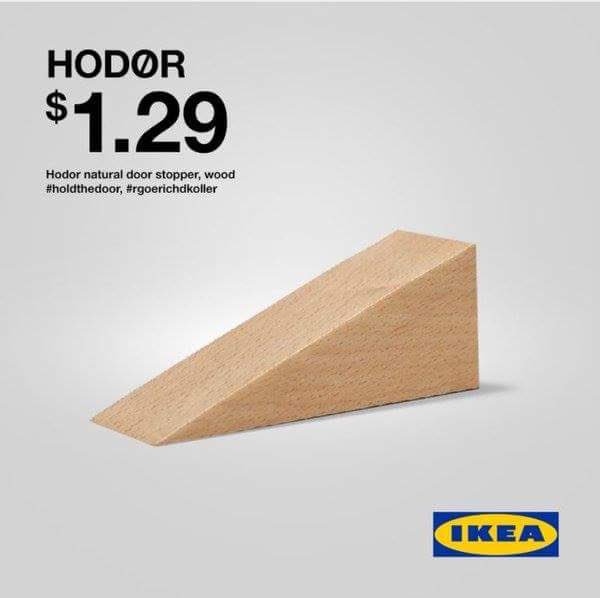 HODØR
$1.29
Hodor natural door stopper, wood
#holdthedoor, #rgoerichdkoller
IKEA